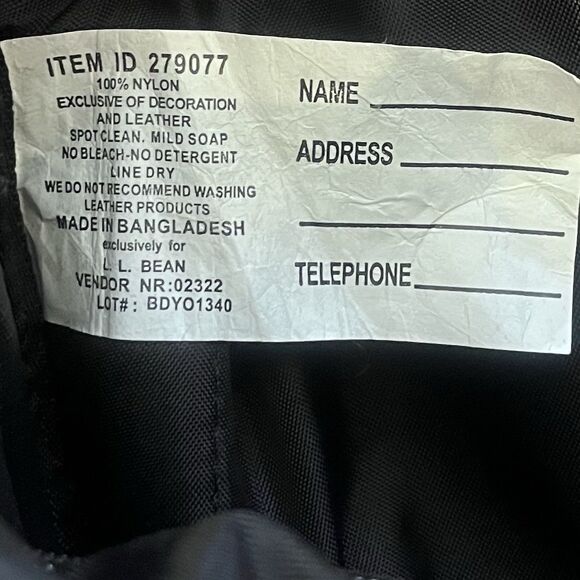 ITEM ID 279077
100% NYLON
EXCLUSIVE OF DECORATION
AND LEATHER
SPOT CLEAN. MILD SOAP
NO BLEACH-NO DETERGENT
LINE DRY
WE DO NOT RECOMMEND WASHING
LEATHER PRODUCTS
MADE IN BANGLADESH
exclusively for
L. L. BEAN
VENDOR NR:02322
LOT#: BDYO1340
NAME
ADDRESS
TELEPHONE